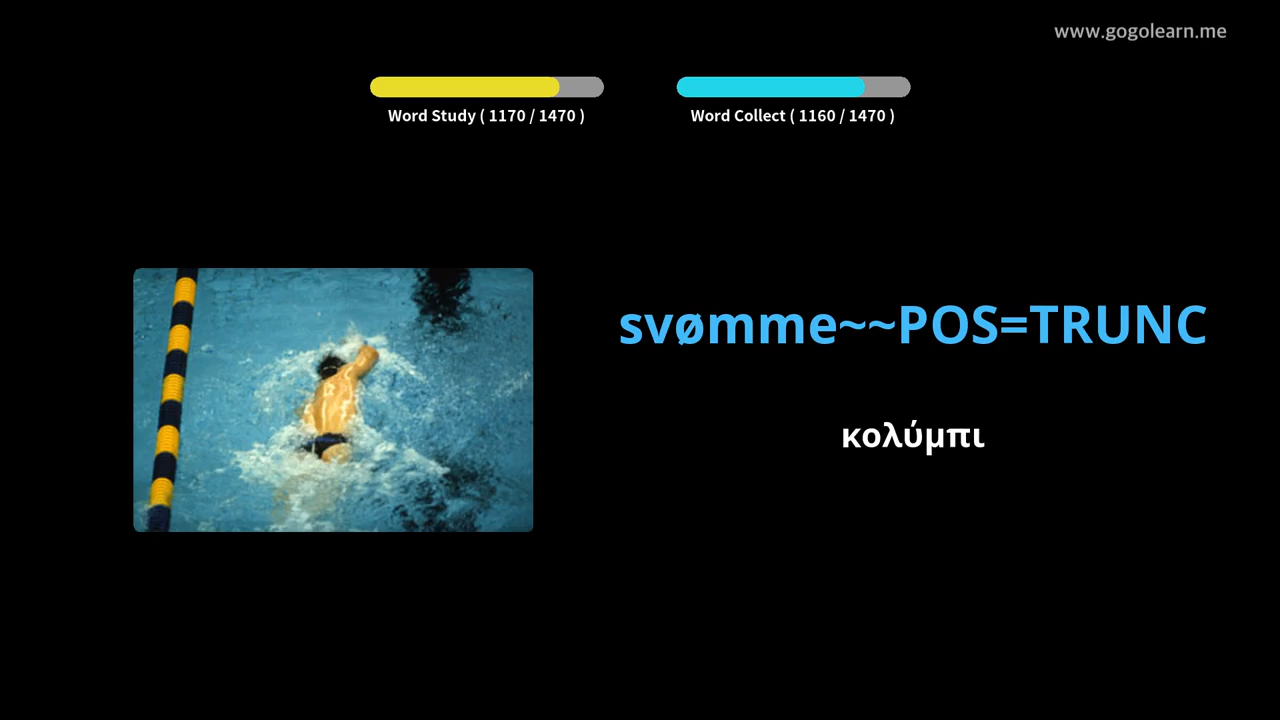 www.gogolearn.me
Word Study ( 1170 / 1470 )
Word Collect ( 1160 / 1470 )
svømme~~POS=TRUNC
κολύμπι